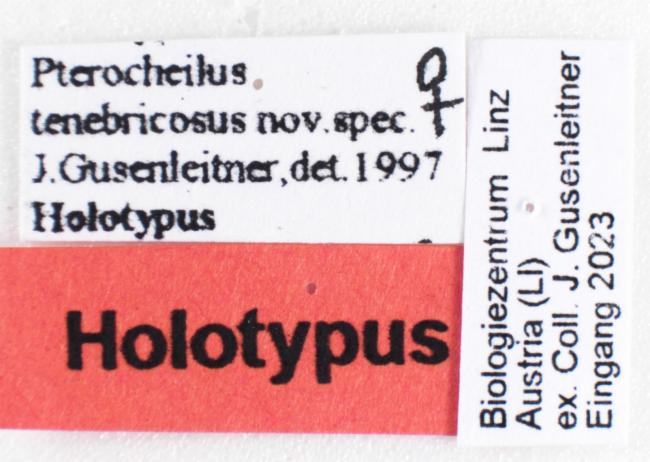 Pterocheilus
tenebricosus nov.spec. ♀
J.Gusenleitner,det.1997
Holotypus
Holotypus
Biologiezentrum Linz
Austria (LI)
ex. Coll. J. Gusenleitner
Eingang 2023